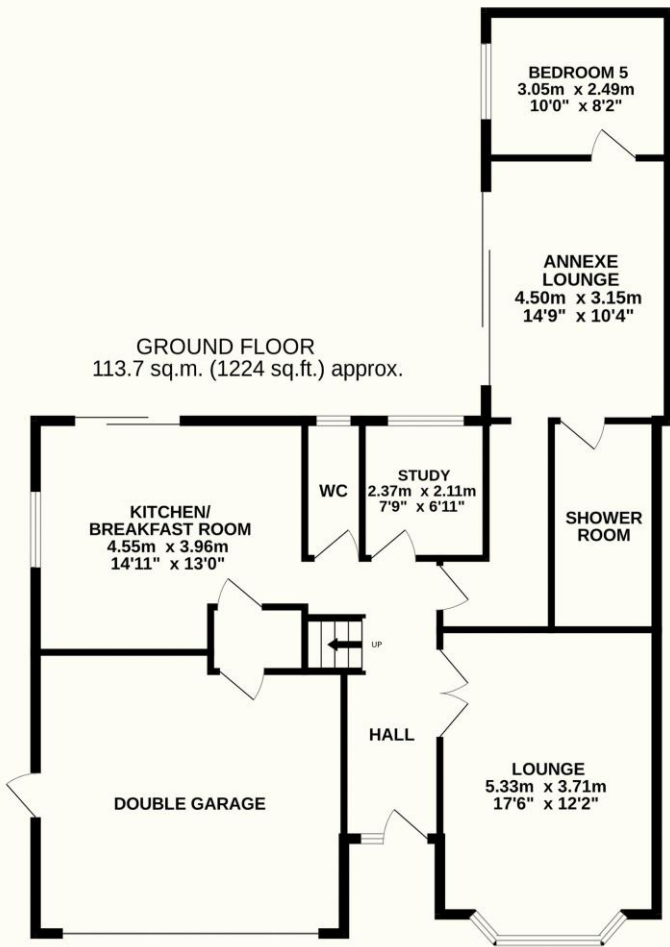 BEDROOM 5
3.05m x 2.49m
10'0" x 8'2"
ANNEXE
LOUNGE
4.50m x 3.15m
14'9" x 10'4"
GROUND FLOOR
113.7 sq.m. (1224 sq.ft.) approx.
KITCHEN/
BREAKFAST ROOM
4.55m x 3.96m
14'11" x 13'0"
WC
STUDY
2.37m x 2.11m
7'9" x 6'11"
SHOWER
ROOM
UP
HALL
DOUBLE GARAGE
LOUNGE
5.33m x 3.71m
17'6" x 12'2"